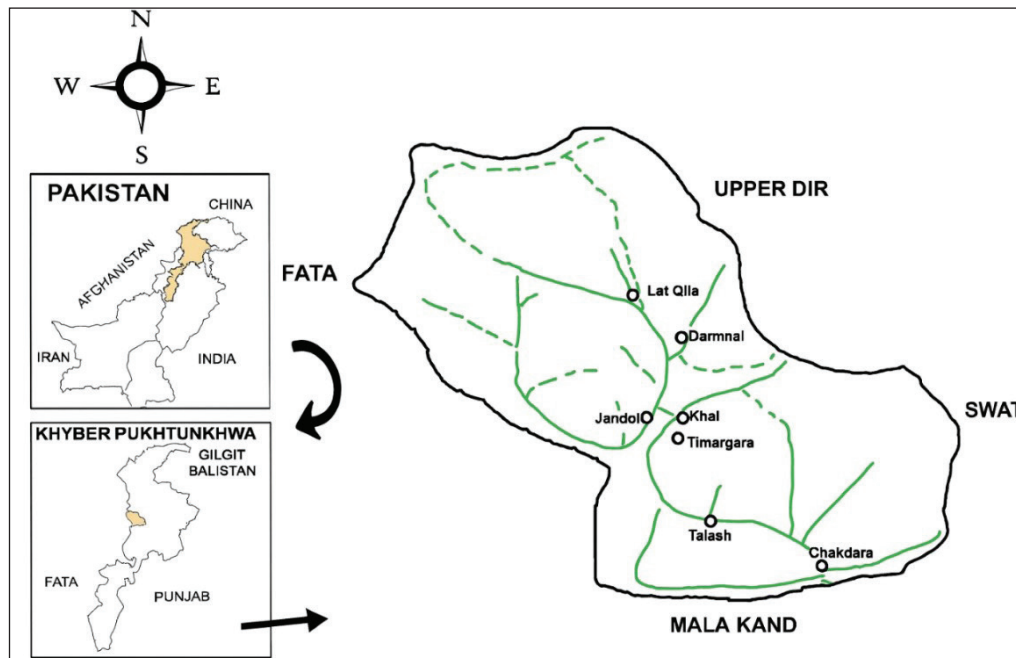 N
W E
S
PAKISTAN
CHINA
AFGHANISTAN
IRAN
INDIA
KHYBER PUKHTUNKHWA
GILGIT
BALISTAN
FATA
PUNJAB
UPPER DIR
FATA
Lat Qlla
Darmnal
Jandol
Khal
Timargara
SWAT
Talash
Chakdara
MALA KAND